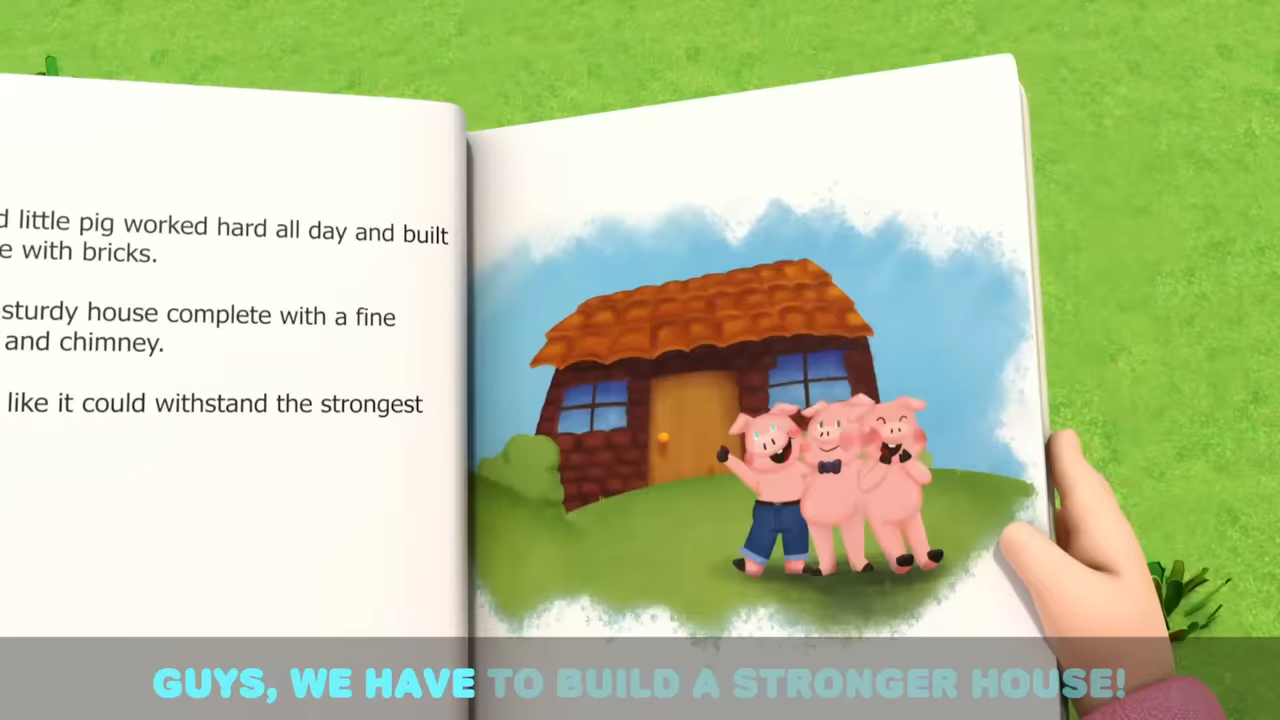 little pig worked hard all day and built
with bricks.
sturdy house complete with a fine
and chimney.
like it could withstand the strongest
GUYS, WE HAVE TO BUILD A STRONGER HOUSE!